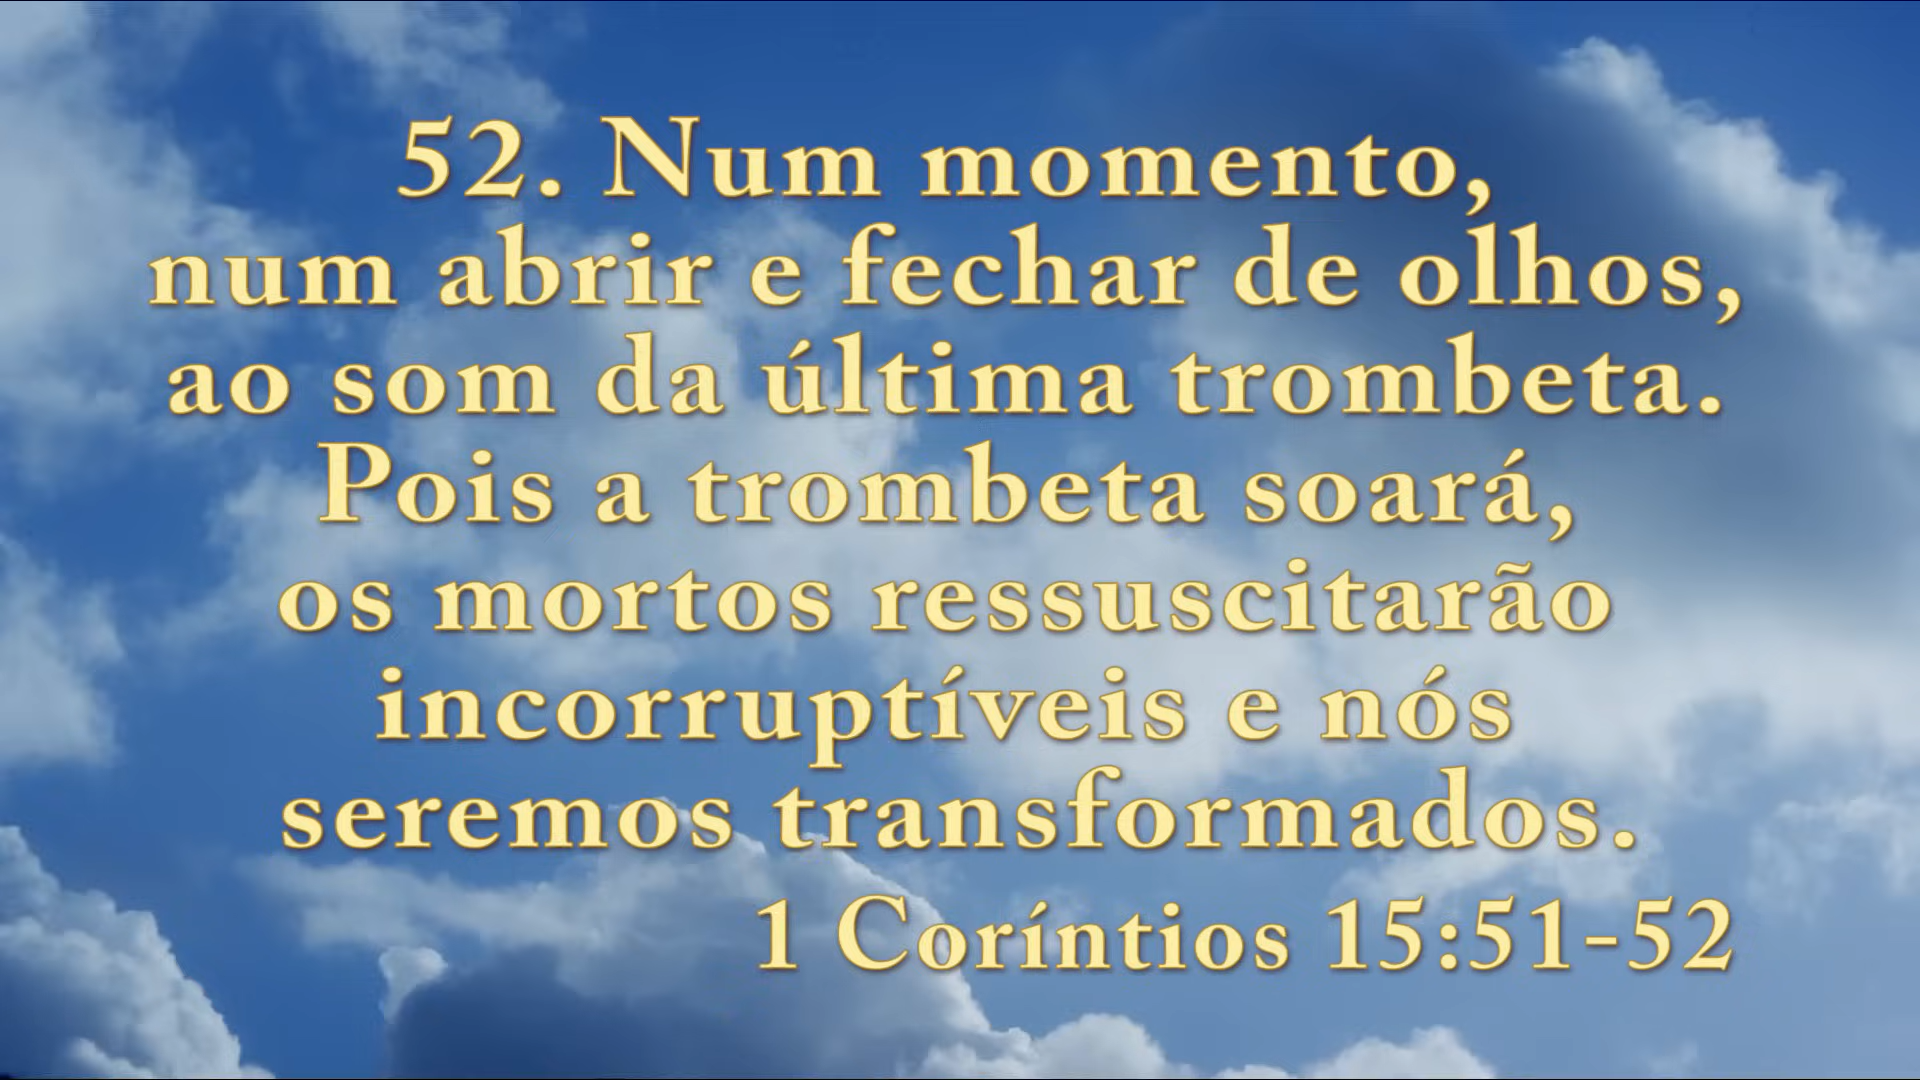 52. Num momento,
num abrir e fechar de olhos,
ao som da última trombeta.
Pois a trombeta soará,
os mortos ressuscitarão
incorruptíveis e nós
seremos transformados.
1 Coríntios 15:51-52